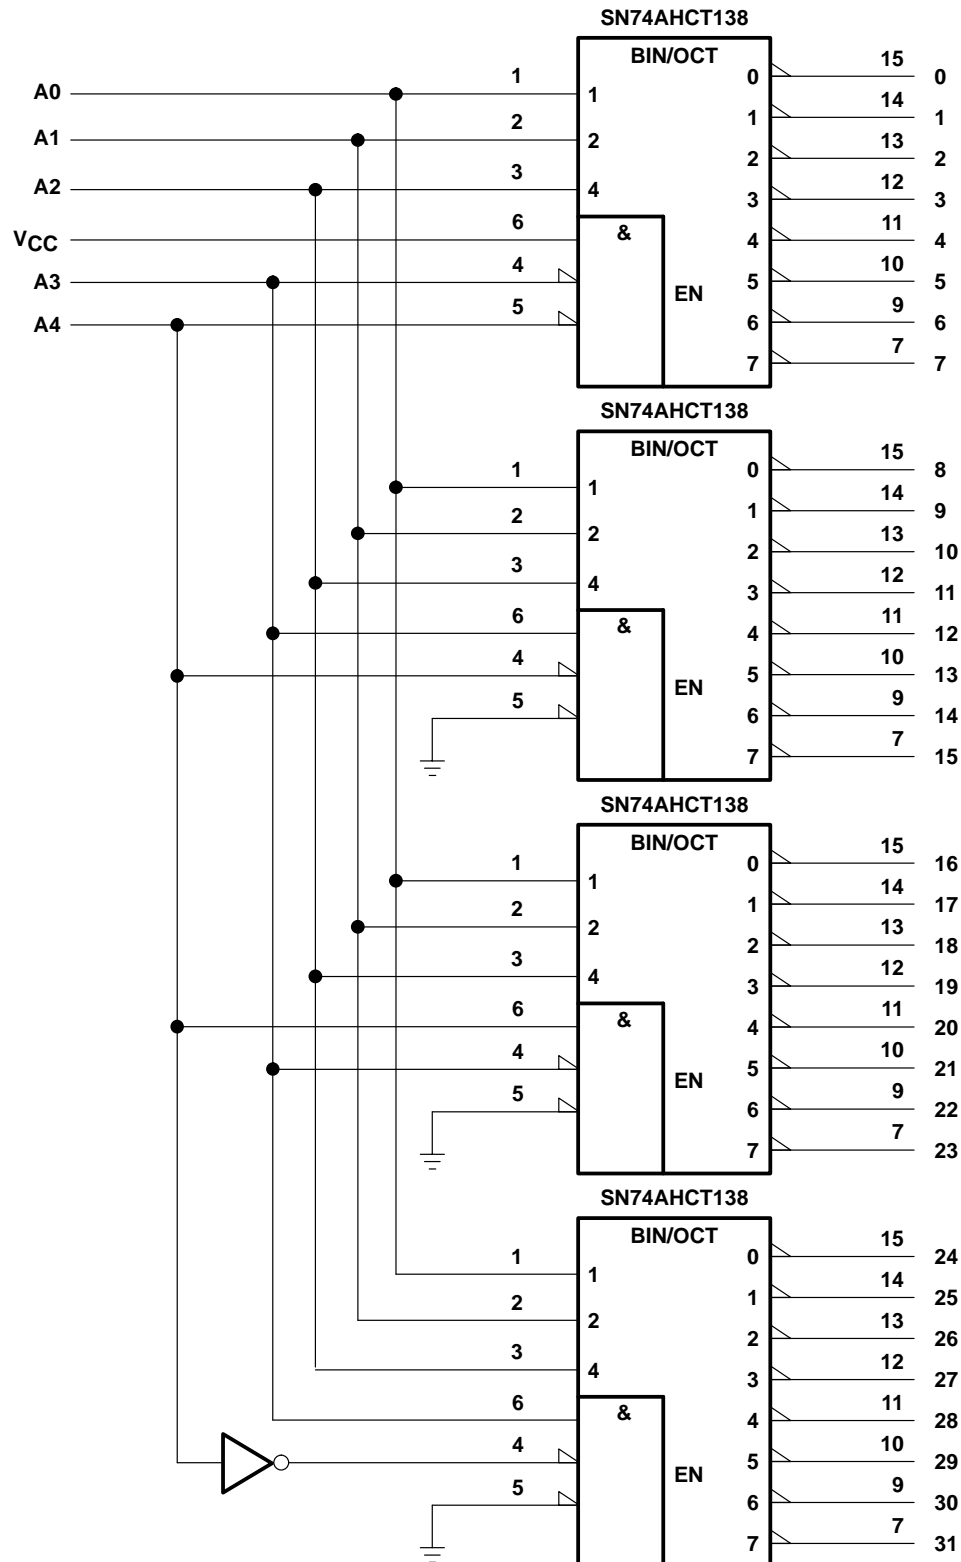 SN74AHCT138
BIN/OCT
A0 1 1 0 15 0
A1 2 2 1 14 1
A2 3 4 2 13 2
3 12 3
VCC 6 & 4 11 4
A3 4 EN 5 10 5
A4 5 6 9 6
7 7 7
SN74AHCT138
BIN/OCT
1 1 0 15 8
2 2 1 14 9
3 4 2 13 10
3 12 11
6 & 4 11 12
4 EN 5 10 13
5 6 9 14
7 7 15
SN74AHCT138
BIN/OCT
1 1 0 15 16
2 2 1 14 17
3 4 2 13 18
3 12 19
6 & 4 11 20
4 EN 5 10 21
5 6 9 22
7 7 23
SN74AHCT138
BIN/OCT
1 1 0 15 24
2 2 1 14 25
3 4 2 13 26
3 12 27
6 & 4 11 28
4 EN 5 10 29
5 6 9 30
7 7 31